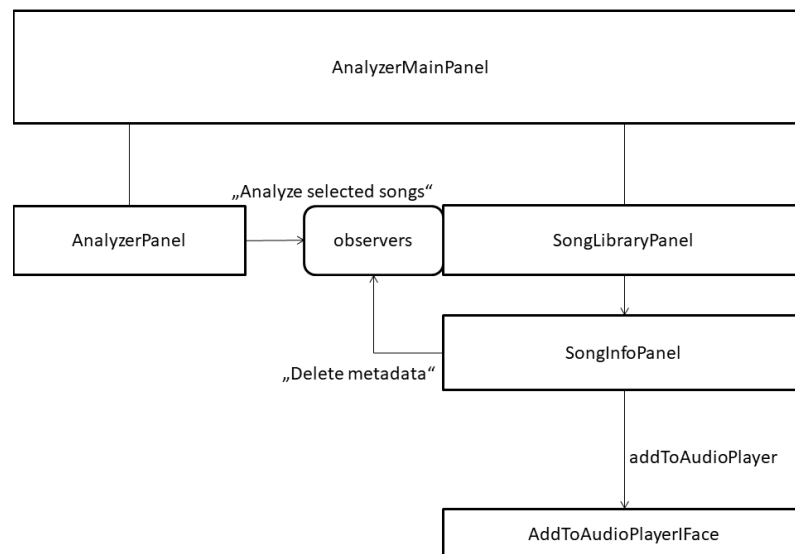 AnalyzerMainPanel
„Analyze selected songs“
AnalyzerPanel
observers
SongLibraryPanel
SongInfoPanel
„Delete metadata“
addToAudioPlayer
AddToAudioPlayerIFace